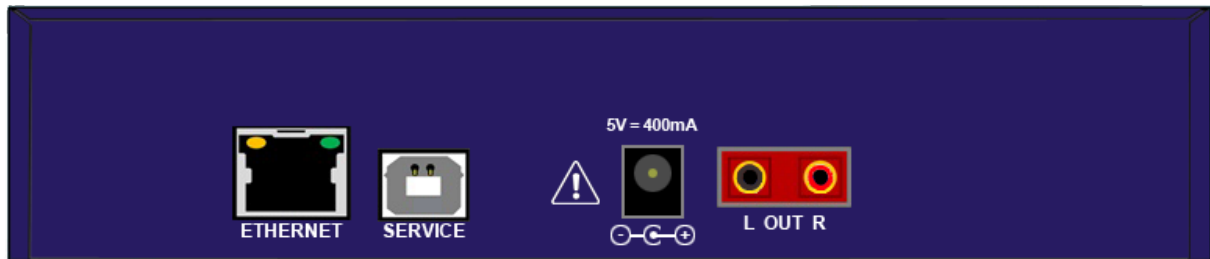 5V = 400mA
ETHERNET
SERVICE
L OUT R